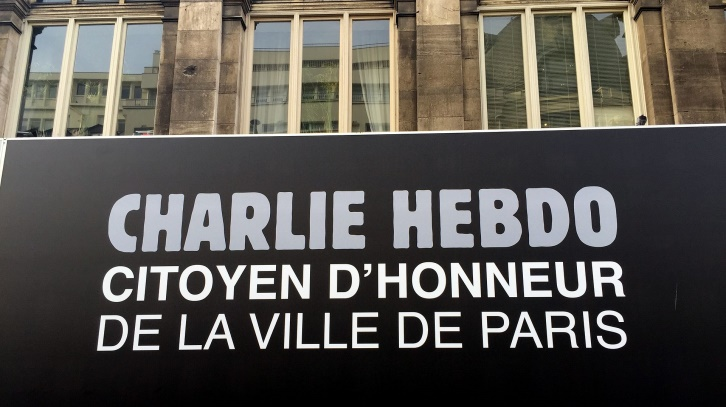 CHARLIE HEBDO
CITOYEN D'HONNEUR
DE LA VILLE DE PARIS